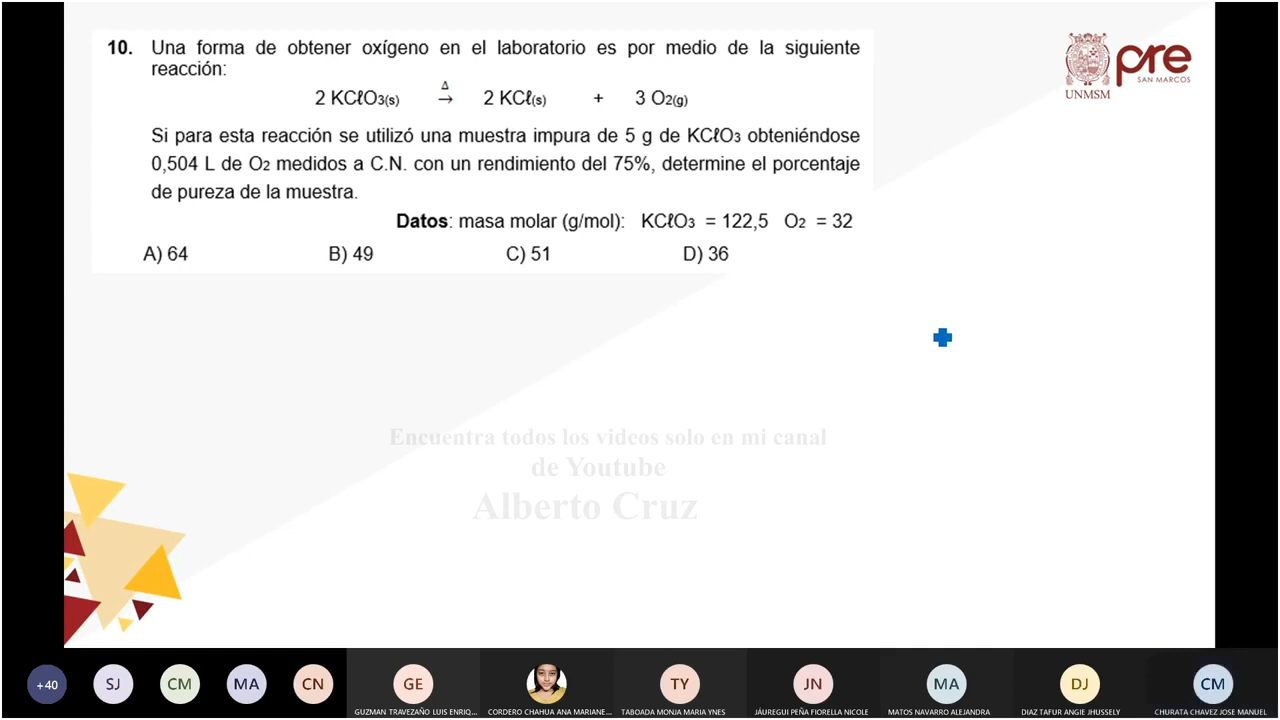 10. Una forma de obtener oxígeno en el laboratorio es por medio de la siguiente
reacción:
Δ
2 KCℓO3(s) → 2 KCℓ(s) + 3 O2(g)
Si para esta reacción se utilizó una muestra impura de 5 g de KCℓO3 obteniéndose
0,504 L de O2 medidos a C.N. con un rendimiento del 75%, determine el porcentaje
de pureza de la muestra.
Datos: masa molar (g/mol): KCℓO3 = 122,5 O2 = 32
A) 64 B) 49 C) 51 D) 36
pre
SAN MARCOS
UNMSM
Encuentra todos los videos solo en mi canal
de Youtube
Alberto Cruz
+40 SJ CM MA CN GE TY JN MA DJ CM
GUZMAN TRAVEZAÑO LUIS ENRIQ... CORDERO CHAHUA ANA MARIANE... TABOADA MONJA MARIA YNES JÁUREGUI PEÑA FIORELLA NICOLE MATOS NAVARRO ALEJANDRA DIAZ TAFUR ANGIE JHUSSELY CHURATA CHAVEZ JOSE MANUEL